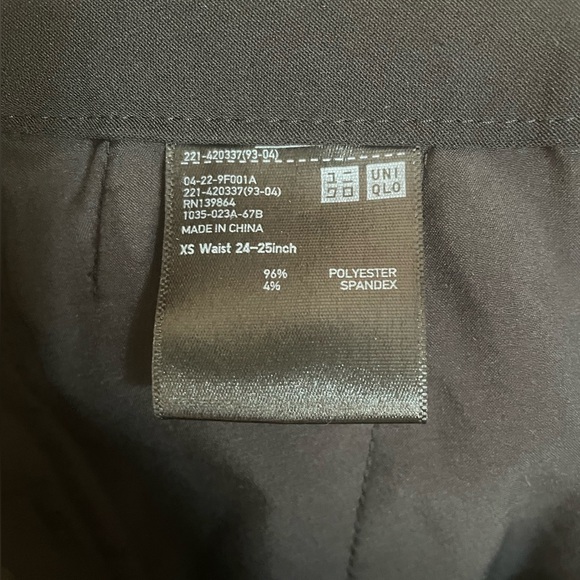 221-420337(93-04)
04-22-9F001A
221-420337(93-04)
RN139864
1035-023A-67B
MADE IN CHINA
ユニ
クロ
UNI
QLO
XS Waist 24-25inch
96% POLYESTER
4% SPANDEX